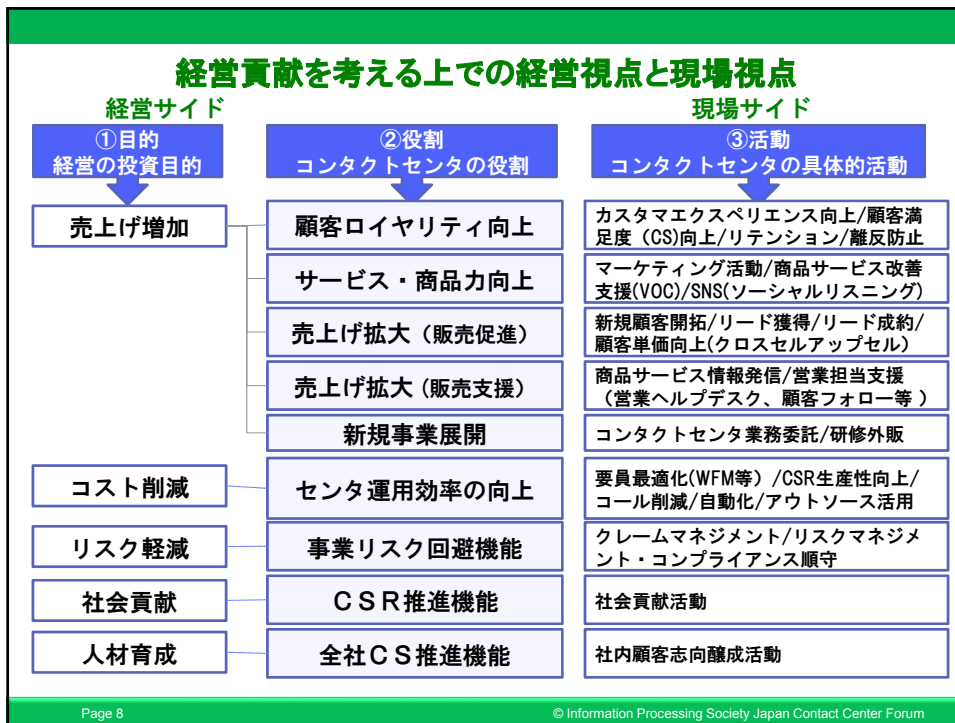 経営貢献を考える上での経営視点と現場視点
経営サイド
現場サイド
①目的
経営の投資目的
②役割
コンタクトセンタの役割
③活動
コンタクトセンタの具体的活動
売上げ増加
顧客ロイヤリティ向上
カスタマエクスペリエンス向上/顧客満
足度（CS)向上/リテンション/離反防止
サービス・商品力向上
マーケティング活動/商品サービス改善
支援(VOC)/SNS(ソーシャルリスニング)
売上げ拡大（販売促進）
新規顧客開拓/リード獲得/リード成約/
顧客単価向上(クロスセルアップセル）
売上げ拡大（販売支援）
商品サービス情報発信/営業担当支援
（営業ヘルプデスク、顧客フォロー等 ）
新規事業展開
コンタクトセンタ業務委託/研修外販
コスト削減
センタ運用効率の向上
要員最適化(WFM等）/CSR生産性向上/
コール削減/自動化/アウトソース活用
リスク軽減
事業リスク回避機能
クレームマネジメント/リスクマネジメ
ント・コンプライアンス順守
社会貢献
ＣＳＲ推進機能
社会貢献活動
人材育成
全社ＣＳ推進機能
社内顧客志向醸成活動
Page 8
© Information Processing Society Japan Contact Center Forum